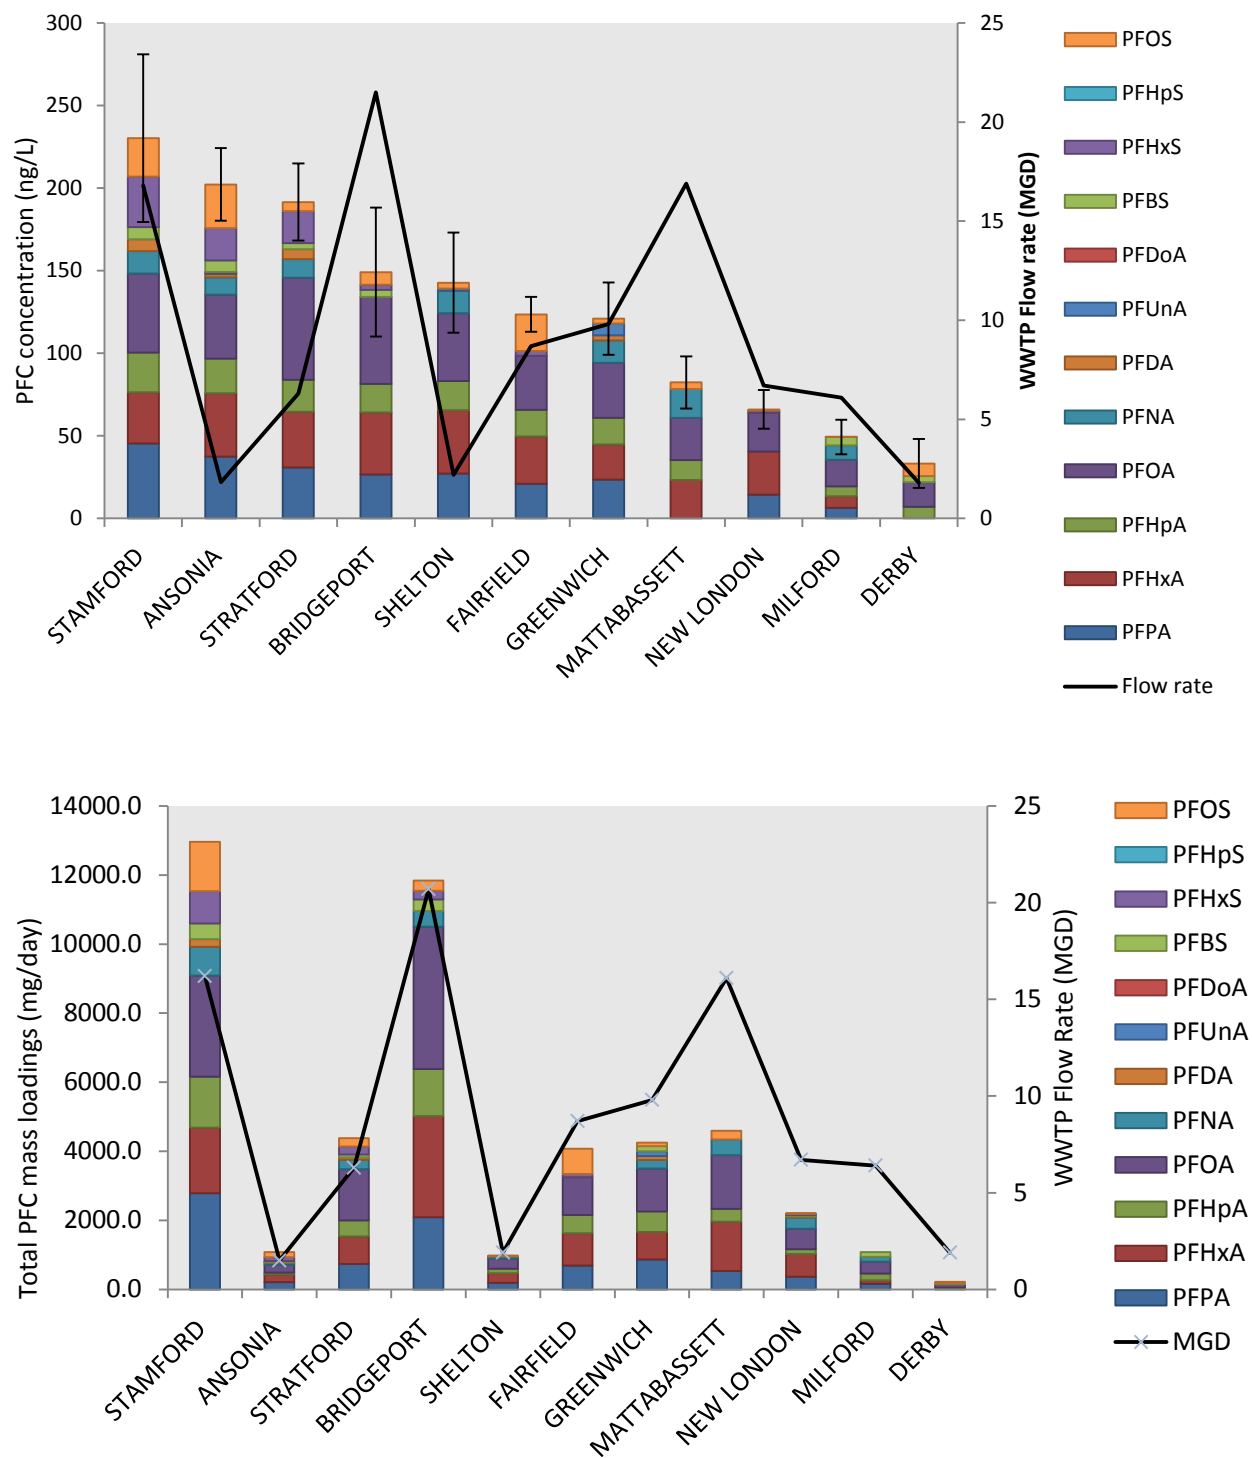 PFC concentration (ng/L)
300
250
200
150
100
50
0
25
20
15
10
5
0
WWTP Flow rate (MGD)
STAMFORD
ANSONIA
STRATFORD
BRIDGEPORT
SHELTON
FAIRFIELD
GREENWICH
MATTABASSETT
NEW LONDON
MILFORD
DERBY
PFOS
PFHpS
PFHxS
PFBS
PFDoA
PFUnA
PFDA
PFNA
PFOA
PFHpA
PFHxA
PFPA
Flow rate
Total PFC mass loadings (mg/day)
14000.0
12000.0
10000.0
8000.0
6000.0
4000.0
2000.0
0.0
25
20
15
10
5
0
WWTP Flow Rate (MGD)
STAMFORD
ANSONIA
STRATFORD
BRIDGEPORT
SHELTON
FAIRFIELD
GREENWICH
MATTABASSETT
NEW LONDON
MILFORD
DERBY
PFOS
PFHpS
PFHxS
PFBS
PFDoA
PFUnA
PFDA
PFNA
PFOA
PFHpA
PFHxA
PFPA
MGD